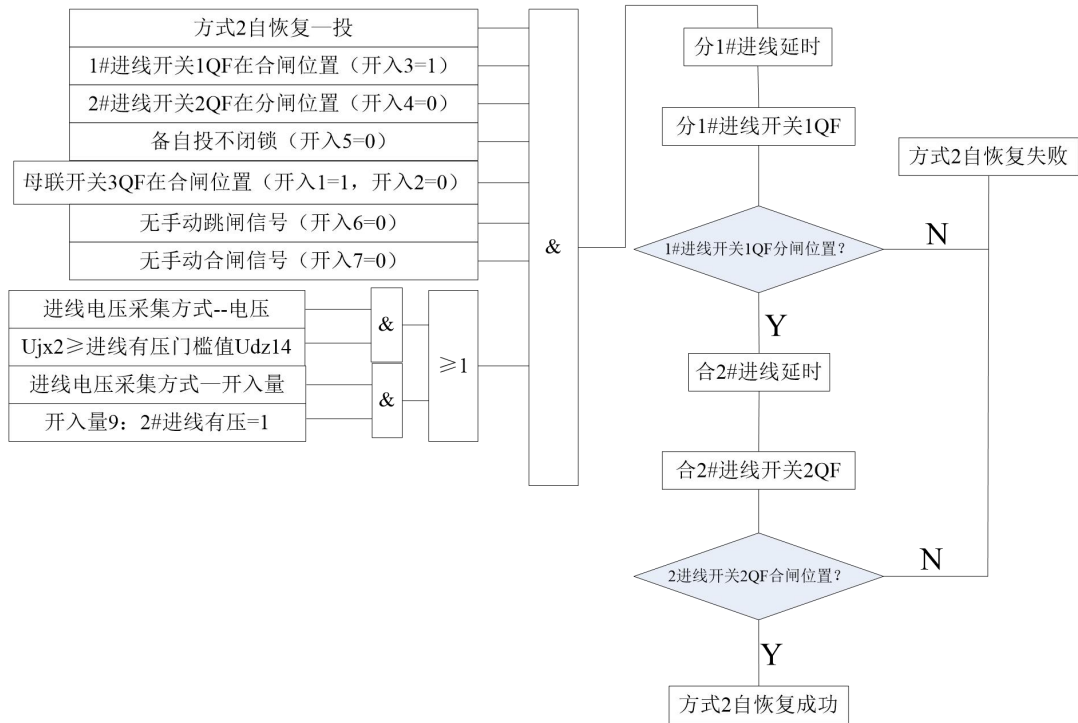 方式2自恢复—投
1#进线开关1QF在合闸位置（开入3=1）
2#进线开关2QF在分闸位置（开入4=0）
备自投不闭锁（开入5=0）
母联开关3QF在合闸位置（开入1=1，开入2=0）
无手动跳闸信号（开入6=0）
无手动合闸信号（开入7=0）
进线电压采集方式--电压
Ujx2≥进线有压门槛值Udz14
进线电压采集方式—开入量
开入量9：2#进线有压=1
&
&
≥1
&
分1#进线延时
分1#进线开关1QF
1#进线开关1QF分闸位置？
N
方式2自恢复失败
Y
合2#进线延时
合2#进线开关2QF
2进线开关2QF合闸位置？
N
Y
方式2自恢复成功